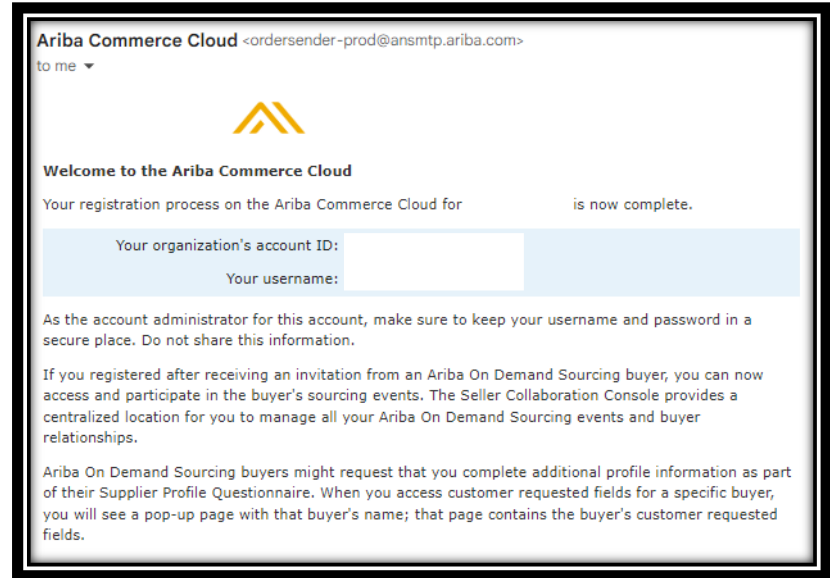 Ariba Commerce Cloud <ordersender-prod@ansmtp.ariba.com>
to me
Welcome to the Ariba Commerce Cloud
Your registration process on the Ariba Commerce Cloud for is now complete.
Your organization's account ID:
Your username:
As the account administrator for this account, make sure to keep your username and password in a
secure place. Do not share this information.
If you registered after receiving an invitation from an Ariba On Demand Sourcing buyer, you can now
access and participate in the buyer's sourcing events. The Seller Collaboration Console provides a
centralized location for you to manage all your Ariba On Demand Sourcing events and buyer
relationships.
Ariba On Demand Sourcing buyers might request that you complete additional profile information as part
of their Supplier Profile Questionnaire. When you access customer requested fields for a specific buyer,
you will see a pop-up page with that buyer's name; that page contains the buyer's customer requested
fields.